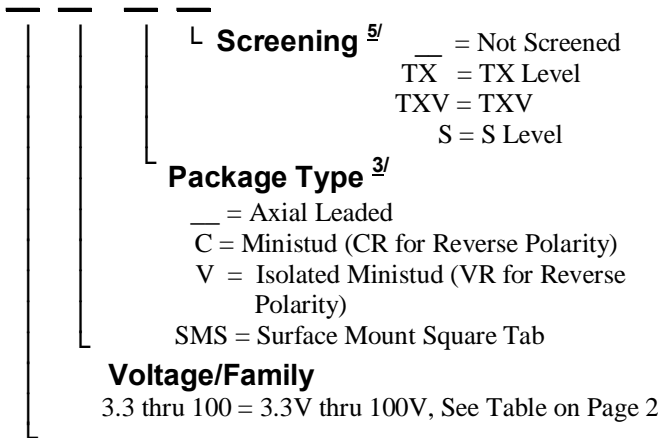 Screening 5/
__ = Not Screened
TX = TX Level
TXV = TXV
S = S Level
Package Type 3/
__ = Axial Leaded
C = Ministud (CR for Reverse Polarity)
V = Isolated Ministud (VR for Reverse
Polarity)
SMS = Surface Mount Square Tab
Voltage/Family
3.3 thru 100 = 3.3V thru 100V, See Table on Page 2